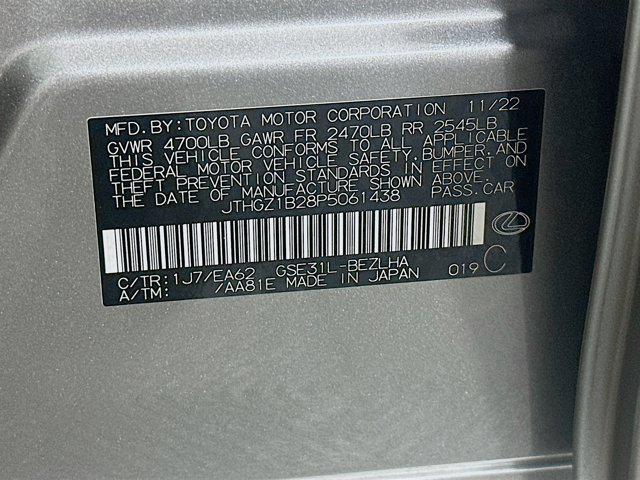 MFD. BY: TOYOTA MOTOR CORPORATION 11/22
GVWR 4700LB GAWR FR 2470LB RR 2545LB
THIS VEHICLE CONFORMS TO ALL APPLICABLE
FEDERAL MOTOR VEHICLE SAFETY, BUMPER, AND
THEFT PREVENTION STANDARDS IN EFFECT ON
THE DATE OF MANUFACTURE SHOWN ABOVE.
JTHGZ1B28P5061438 PASS. CAR
C/TR: 1J7/EA62 GSE31L-BEZLHA
A/TM: /AA81E MADE IN JAPAN 019 C